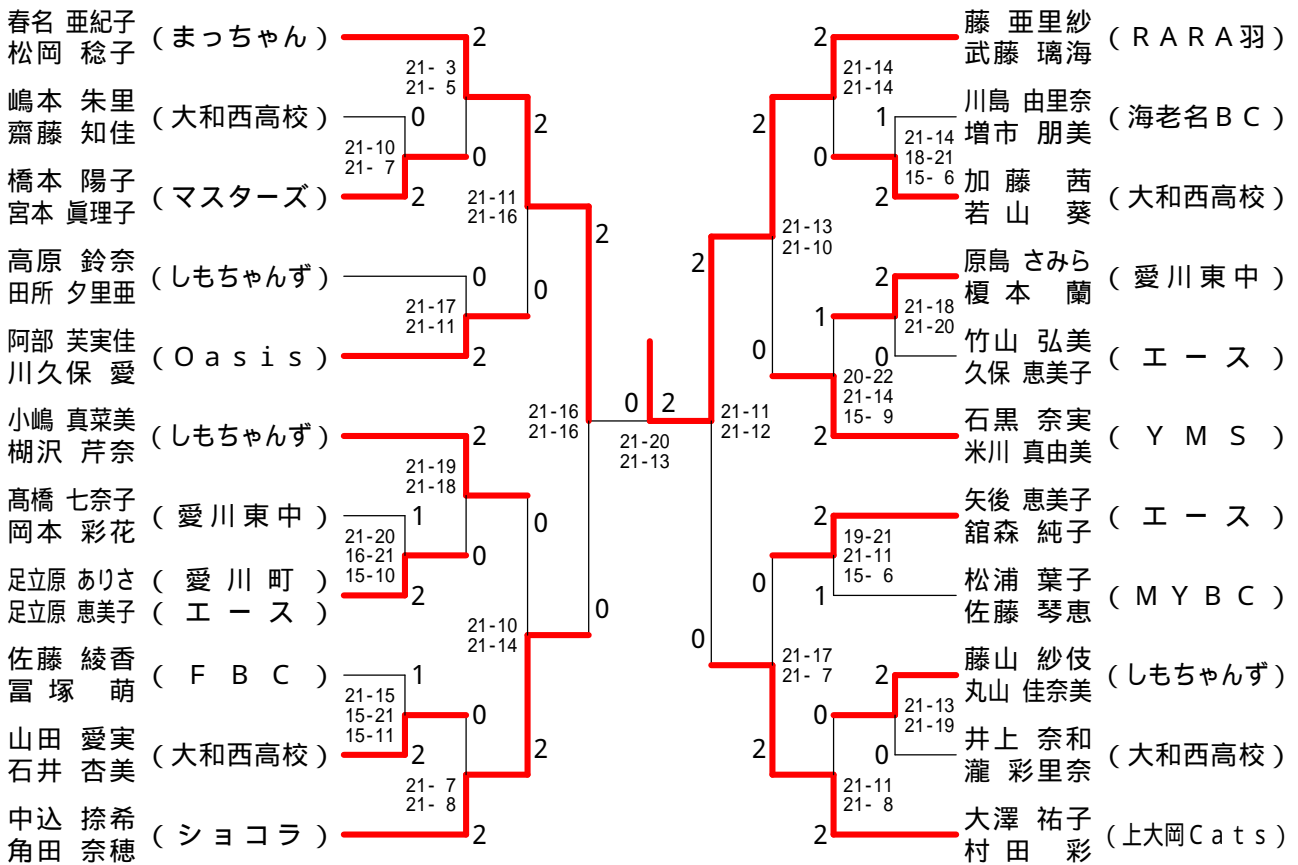 春名 亜紀子
松岡 稔子
(まっちゃん)
2
21- 3
21- 5
嶋本 朱里
齋藤 知佳
(大和西高校)
0
21-10
21- 7
0
橋本 陽子
宮本 眞理子
(マスターズ)
2
2
21-11
21-16
高原 鈴奈
田所 夕里亜
(しもちゃんず)
0
21-17
21-11
0
阿部 芙実佳
川久保 愛
(Oasis)
2
2
21-16
21-16
小嶋 真菜美
楜沢 芹奈
(しもちゃんず)
2
21-19
21-18
髙橋 七奈子
岡本 彩花
(愛川東中)
1
21-20
16-21
15-10
0
足立原 ありさ
足立原 恵美子
(愛川町)
(エース)
2
0
21-10
21-14
0
佐藤 綾香
冨塚 萌
(FBC)
1
21-15
15-21
15-11
0
山田 愛実
石井 杏美
(大和西高校)
2
21- 7
21- 8
2
中込 捺希
角田 奈穂
(ショコラ)
2
0 2
21-20
21-13
2
藤 亜里紗
武藤 璃海
(RARA羽)
21-14
21-14
1
川島 由里奈
増市 朋美
(海老名BC)
2
21-14
18-21
15- 6
0
2
加藤 茜
若山 葵
(大和西高校)
21-13
21-10
2
2
原島 さみら
榎本 蘭
(愛川東中)
21-18
21-20
1
0
竹山 弘美
久保 恵美子
(エース)
0
20-22
21-14
15- 9
2
石黒 奈実
米川 真由美
(YMS)
21-11
21-12
2
矢後 恵美子
舘森 純子
(エース)
19-21
21-11
15- 6
0
1
松浦 葉子
佐藤 琴恵
(MYBC)
0
21-17
21- 7
2
藤山 紗伎
丸山 佳奈美
(しもちゃんず)
21-13
21-19
0
0
井上 奈和
瀧 彩里奈
(大和西高校)
2
21-11
21- 8
2
大澤 祐子
村田 彩
(上大岡Cats)